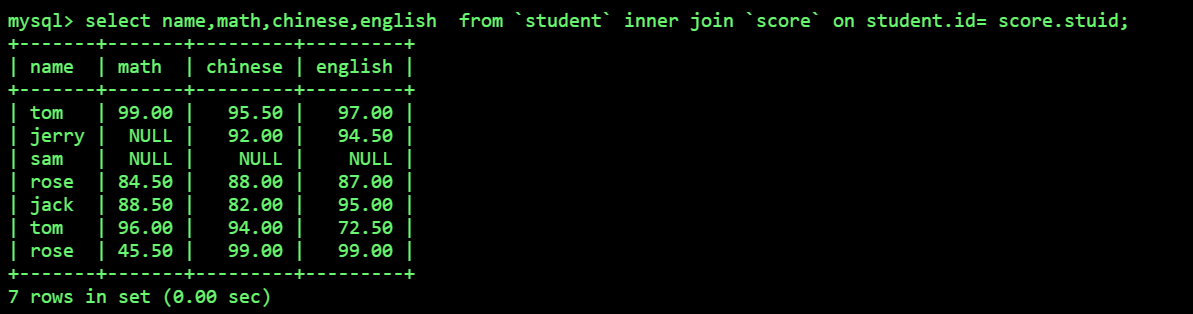 mysql> select name,math,chinese,english  from `student` inner join `score` on student.id= score.stuid;
+-------+-------+---------+---------+
| name  | math  | chinese | english |
+-------+-------+---------+---------+
| tom   | 99.00 |   95.50 |   97.00 |
| jerry |  NULL |   92.00 |   94.50 |
| sam   |  NULL |    NULL |    NULL |
| rose  | 84.50 |   88.00 |   87.00 |
| jack  | 88.50 |   82.00 |   95.00 |
| tom   | 96.00 |   94.00 |   72.50 |
| rose  | 45.50 |   99.00 |   99.00 |
+-------+-------+---------+---------+
7 rows in set (0.00 sec)